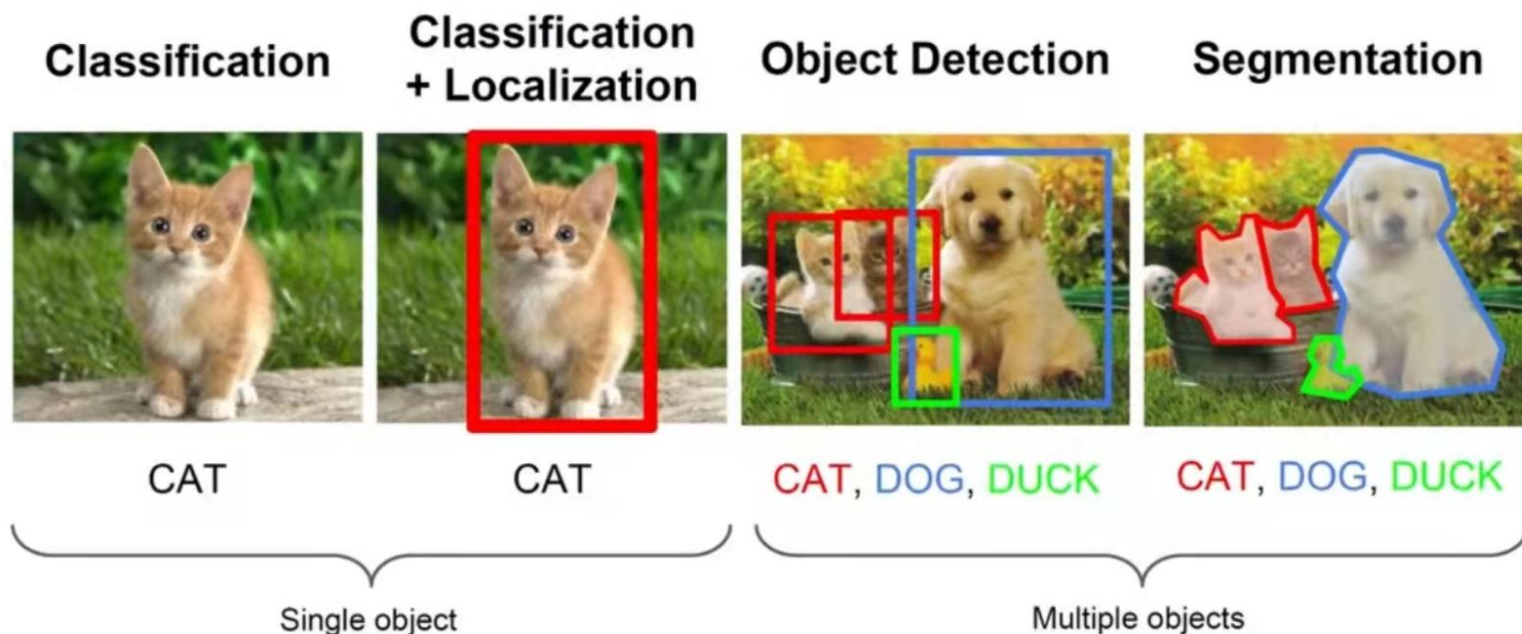 Classification
Classification
+ Localization
Object Detection
Segmentation
CAT
CAT
CAT, DOG, DUCK
CAT, DOG, DUCK
Single object
Multiple objects